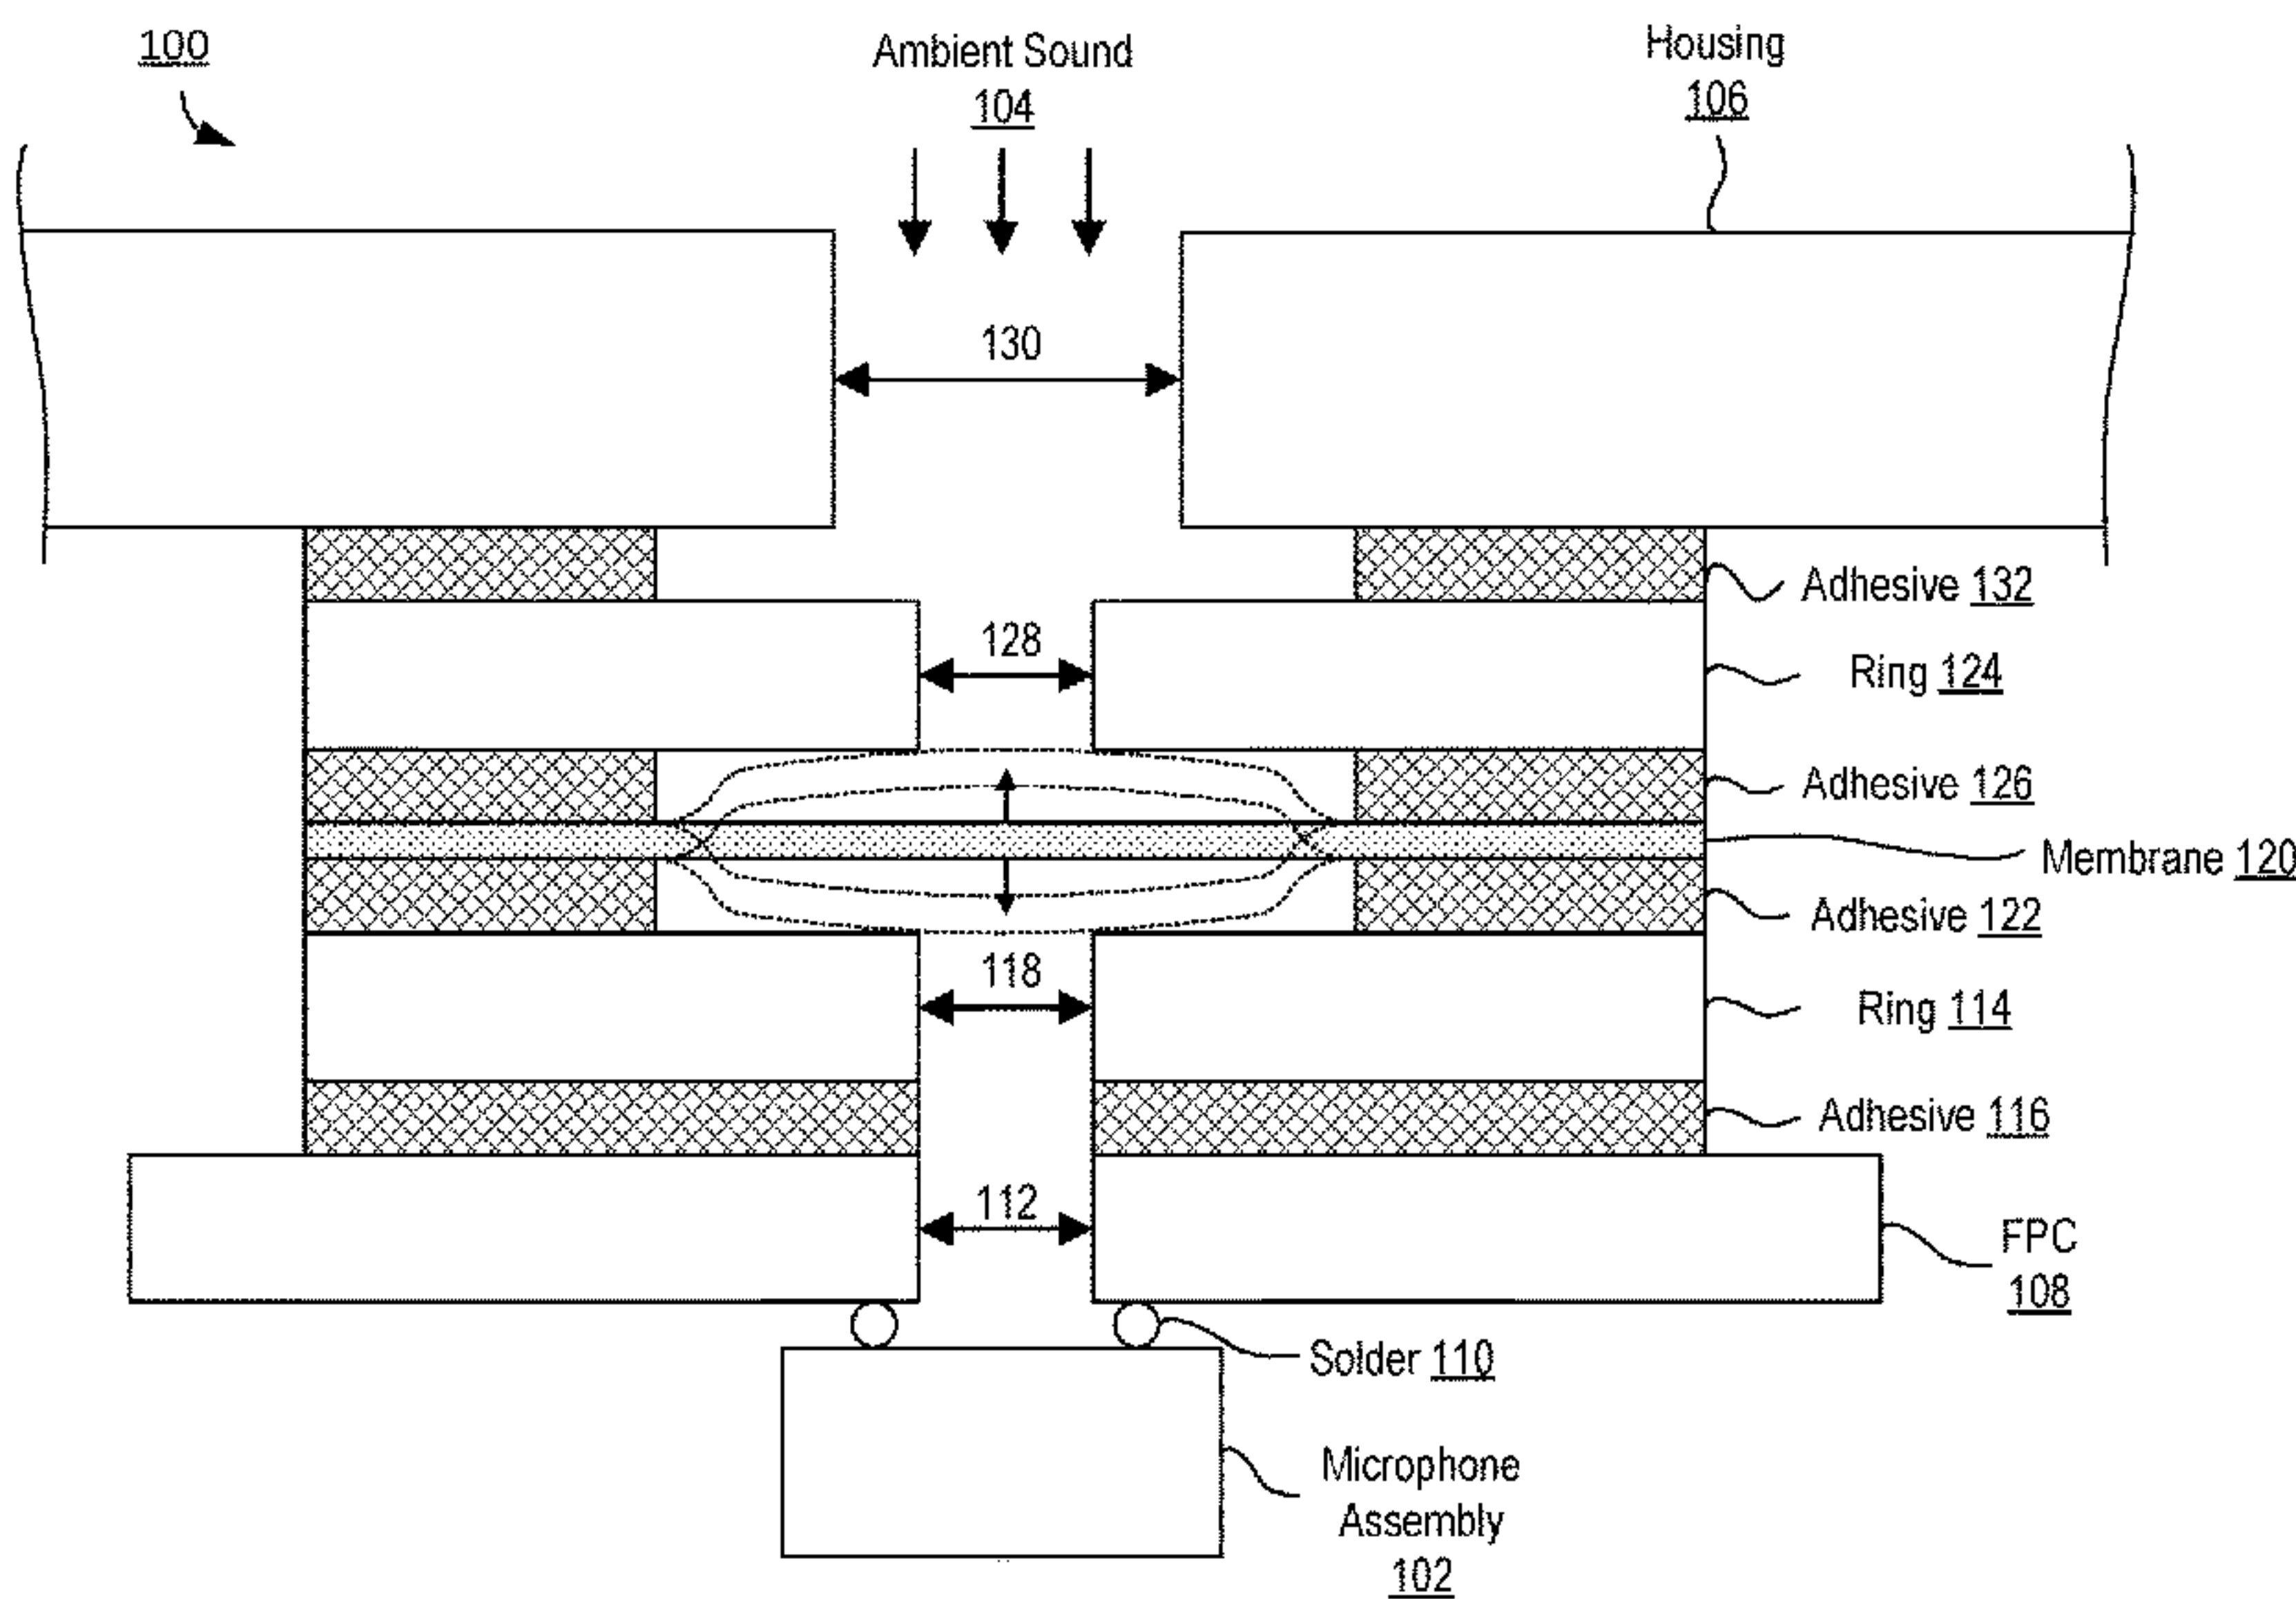 100
Ambient Sound
104
Housing
106
130
Adhesive 132
128
Ring 124
Adhesive 126
Membrane 120
Adhesive 122
118
Ring 114
Adhesive 116
112
FPC
108
Solder 110
Microphone
Assembly
102